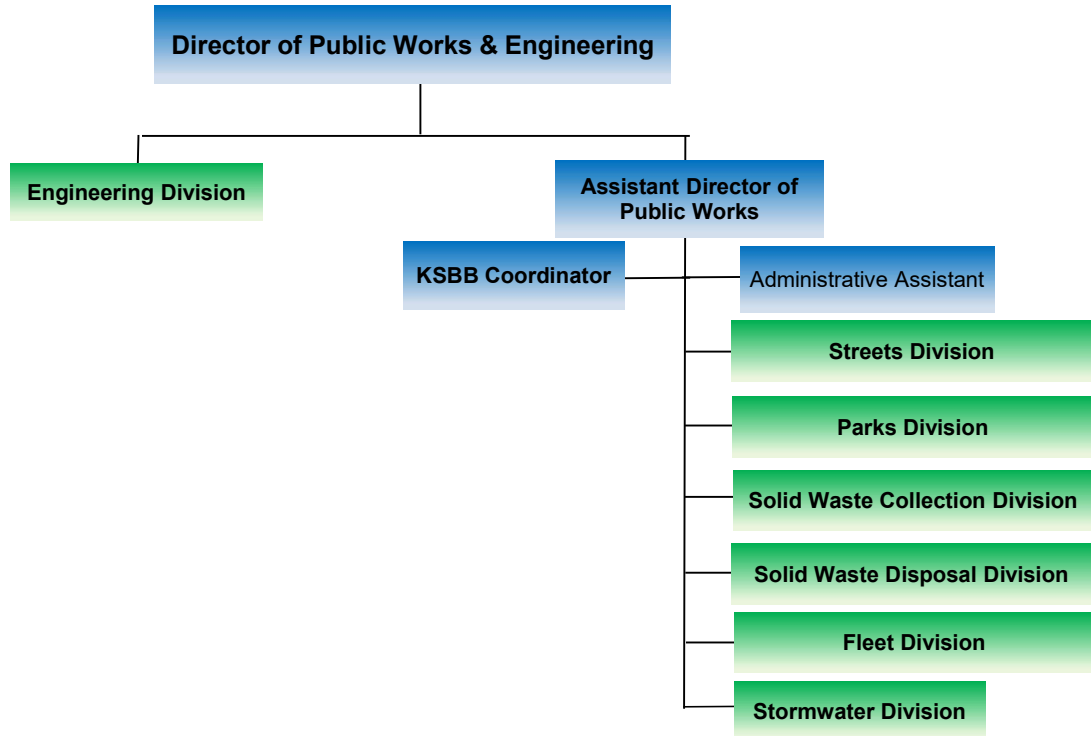 Director of Public Works & Engineering
Engineering Division
Assistant Director of
Public Works
KSBB Coordinator
Administrative Assistant
Streets Division
Parks Division
Solid Waste Collection Division
Solid Waste Disposal Division
Fleet Division
Stormwater Division